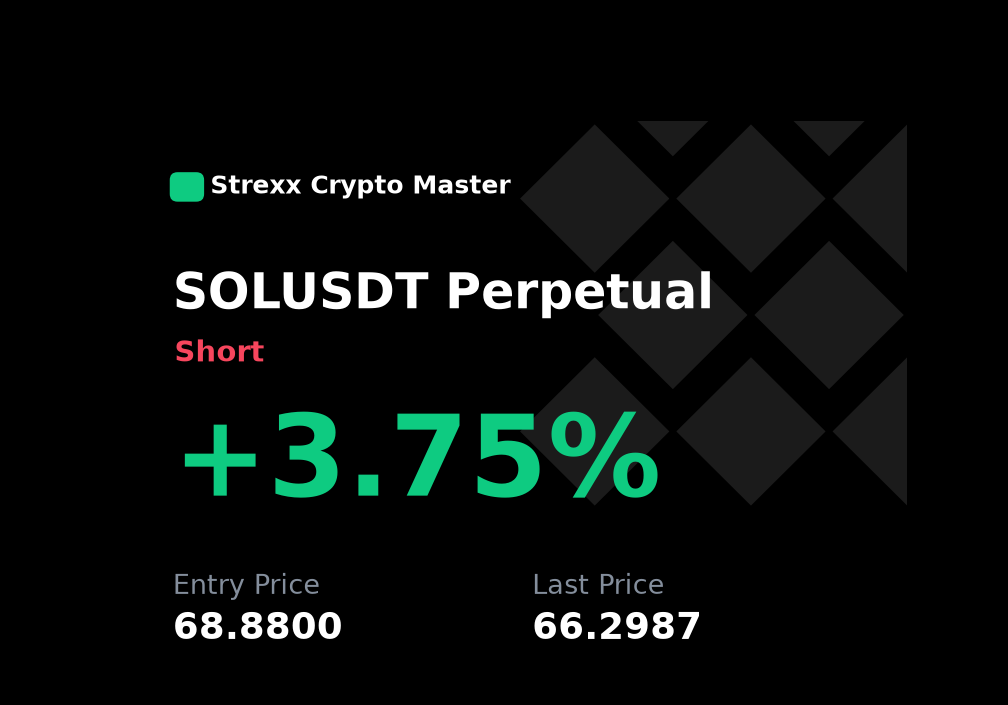 Strexx Crypto Master
SOLUSDT Perpetual
Short
+3.75%
Entry Price Last Price
68.8800 66.2987